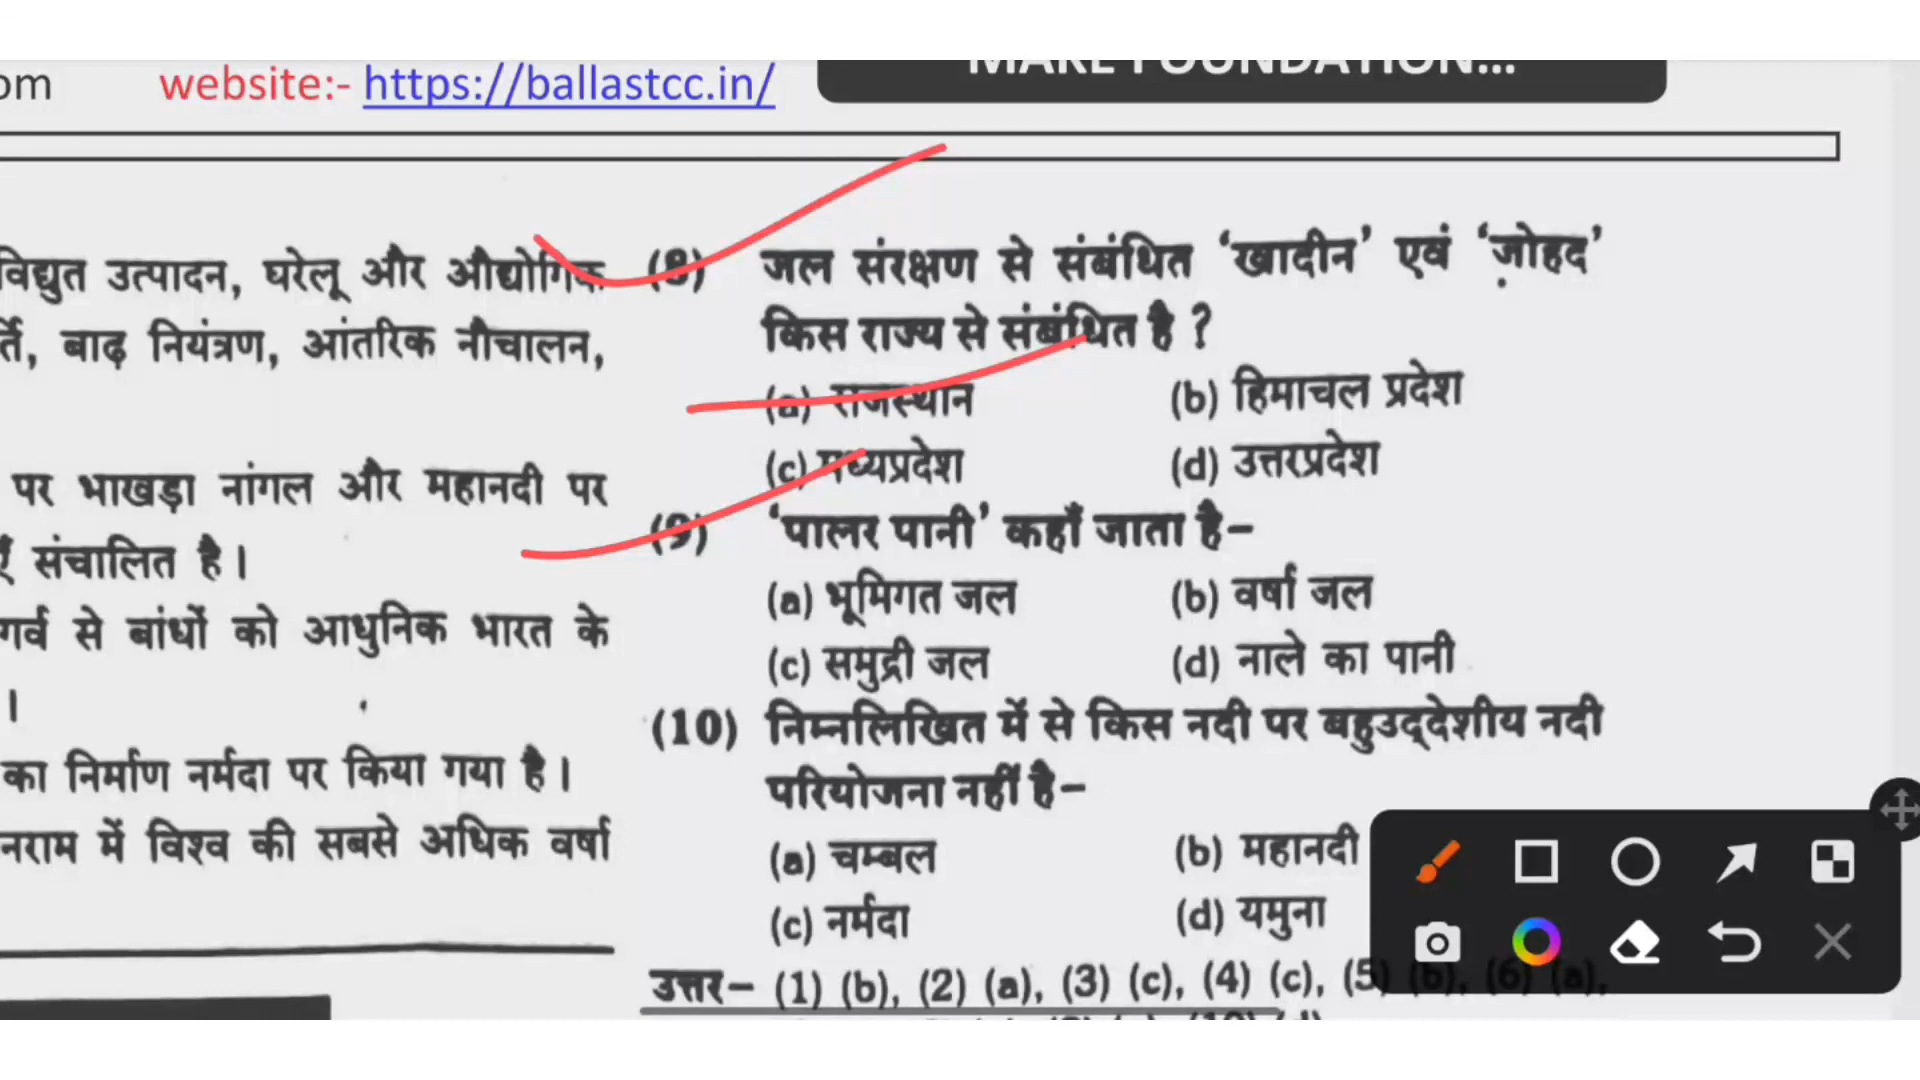 om website:- https://ballastcc.in/
MAKE FOUNDATION...
विद्युत उत्पादन, घरेलू और औद्योगिक
र्ति, बाढ़ नियंत्रण, आंतरिक नौचालन,
पर भाखड़ा नांगल और महानदी पर
एँ संचालित है।
गर्व से बांधों को आधुनिक भारत के
।
का निर्माण नर्मदा पर किया गया है।
नराम में विश्व की सबसे अधिक वर्षा
(8) जल संरक्षण से संबंधित ‘खादीन’ एवं ‘जोहद’
किस राज्य से संबंधित है ?
(a) राजस्थान (b) हिमाचल प्रदेश
(c) मध्यप्रदेश (d) उत्तरप्रदेश
(9) ‘पालर पानी’ कहाँ जाता है–
(a) भूमिगत जल (b) वर्षा जल
(c) समुद्री जल (d) नाले का पानी
(10) निम्नलिखित में से किस नदी पर बहुउद्देशीय नदी
परियोजना नहीं है–
(a) चम्बल (b) महानदी
(c) नर्मदा (d) यमुना
उत्तर– (1) (b), (2) (a), (3) (c), (4) (c), (5) (b), (6) (a),